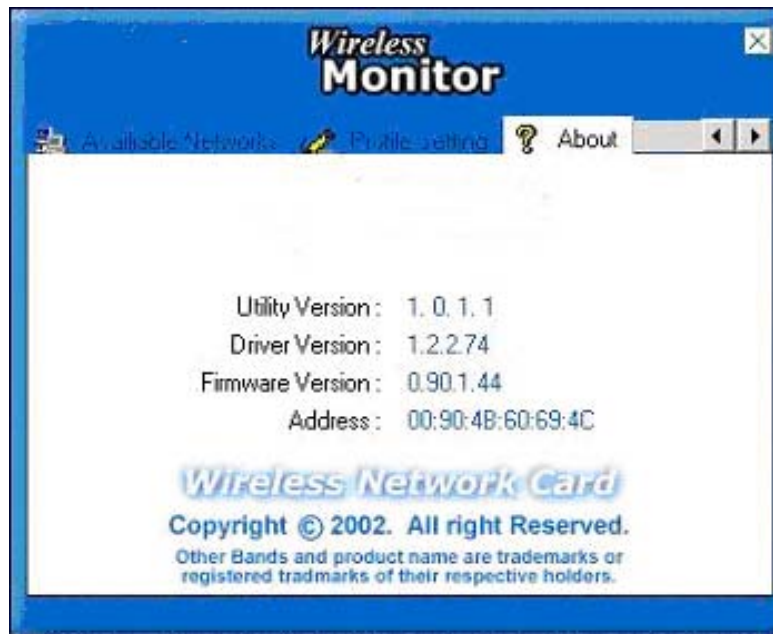 Wireless
Monitor
Available Networks Profile Setting About
Utility Version : 1. 0. 1. 1
Driver Version : 1.2.2.74
Firmware Version : 0.90.1.44
Address : 00:90:4B:60:69:4C
Wireless Network Card
Copyright © 2002. All right Reserved.
Other Bands and product name are trademarks or
registered tradmarks of their respective holders.